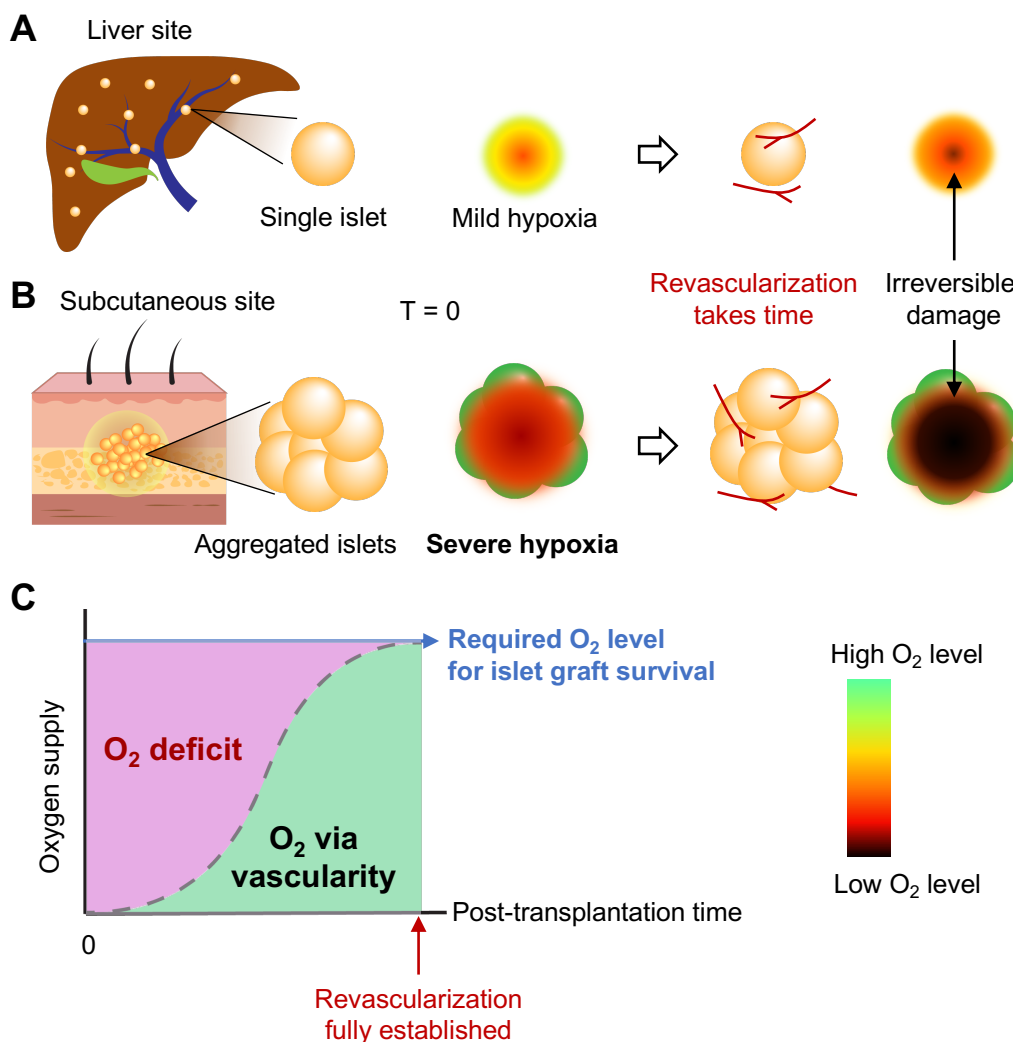 A
Liver site
Single islet
Mild hypoxia
B
Subcutaneous site
T = 0
Revascularization
takes time
Irreversible
damage
Aggregated islets
Severe hypoxia
C
Oxygen supply
Required O₂ level
for islet graft survival
O₂ deficit
O₂ via
vascularity
Post-transplantation time
0
Revascularization
fully established
High O₂ level
Low O₂ level